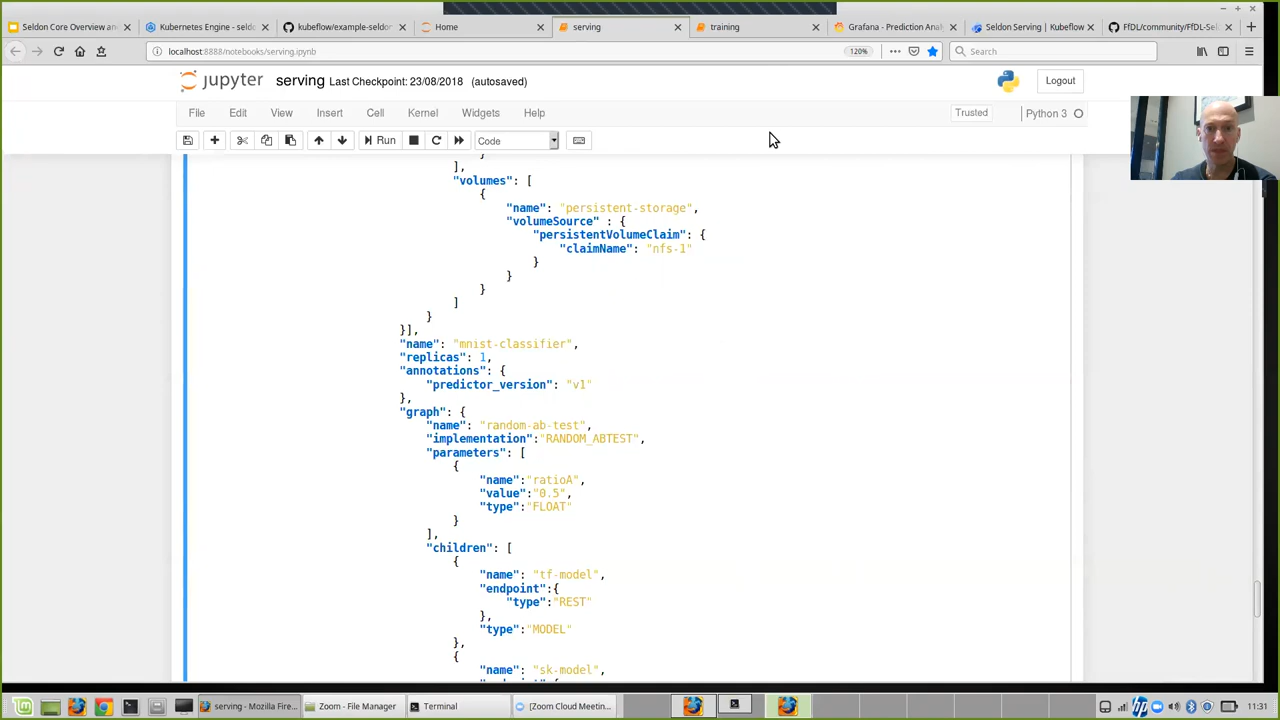 Seldon Core Overview an
Kubernetes Engine - seldo
kubeflow/example-seldon
Home
serving
training
Grafana - Prediction Anal
Seldon Serving | Kubeflow
FfDL/community/FfDL-Sel
localhost:8888/notebooks/serving.ipynb
120%
Search
jupyter serving Last Checkpoint: 23/08/2018 (autosaved)
Logout
File Edit View Insert Cell Kernel Widgets Help
Trusted
Python 3
Run
Code
}
],
"volumes": [
{
"name": "persistent-storage",
"volumeSource" : {
"persistentVolumeClaim": {
"claimName": "nfs-1"
}
}
}
]
}
}],
"name": "mnist-classifier",
"replicas": 1,
"annotations": {
"predictor_version": "v1"
},
"graph": {
"name": "random-ab-test",
"implementation":"RANDOM_ABTEST",
"parameters": [
{
"name":"ratioA",
"value":"0.5",
"type":"FLOAT"
}
],
"children": [
{
"name": "tf-model",
"endpoint":{
"type":"REST"
},
"type":"MODEL"
},
{
"name": "sk-model",
serving - Mozilla Fire...
Zoom - File Manager
Terminal
[Zoom Cloud Meetin...
11:31